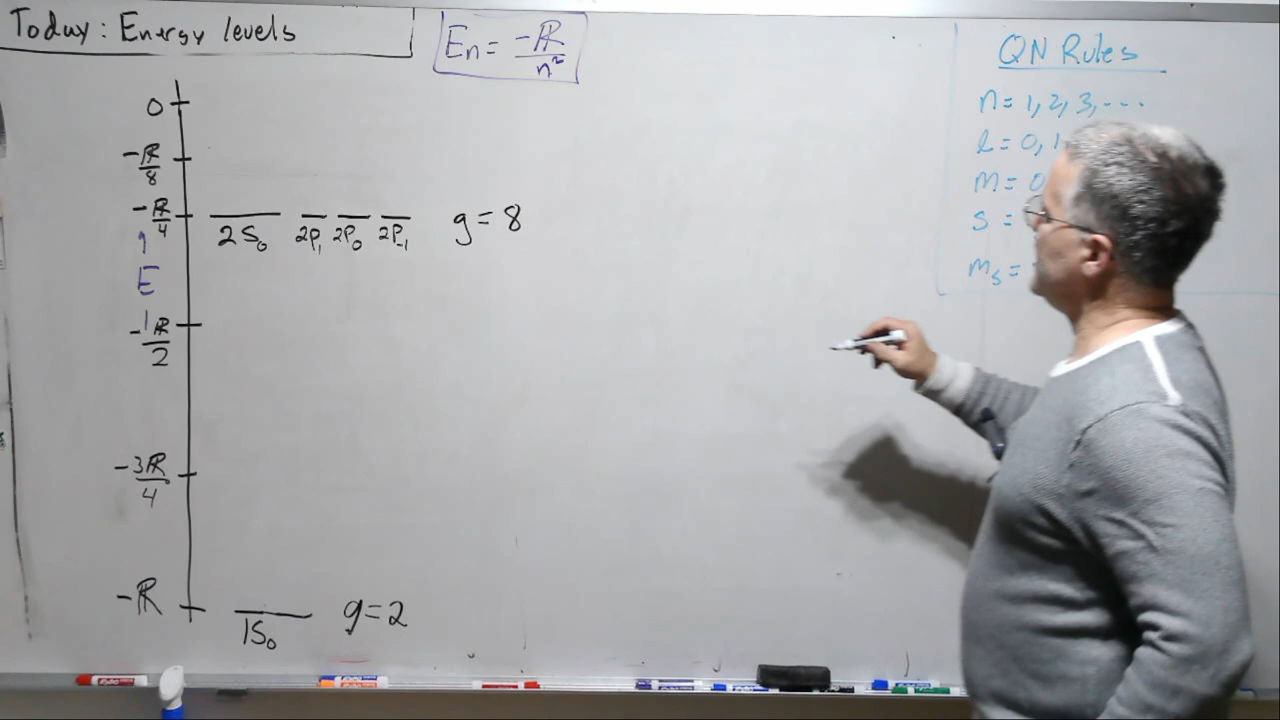 Today: Energy levels
En = -ℝ/n²
QN Rules
n = 1, 2, 3, ...
l = 0, 1
m = 0
s =
ms =
0
-ℝ/8
-ℝ/4
2S₀ 2P₁ 2P₀ 2P₋₁ g = 8
↑
E
-ℝ/2
-3ℝ/4
-ℝ
1S₀ g=2